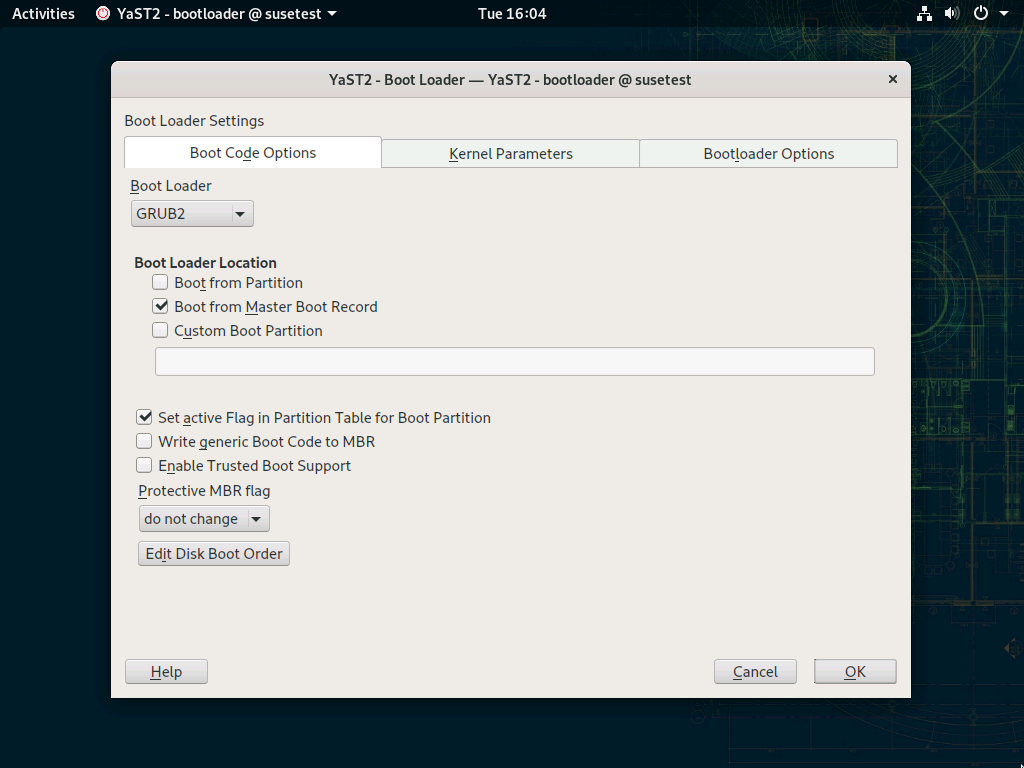 Activities YaST2 - bootloader @ susetest Tue 16:04
YaST2 - Boot Loader — YaST2 - bootloader @ susetest
Boot Loader Settings
Boot Code Options Kernel Parameters Bootloader Options
Boot Loader
GRUB2
Boot Loader Location
Boot from Partition
Boot from Master Boot Record
Custom Boot Partition
Set active Flag in Partition Table for Boot Partition
Write generic Boot Code to MBR
Enable Trusted Boot Support
Protective MBR flag
do not change
Edit Disk Boot Order
Help Cancel OK